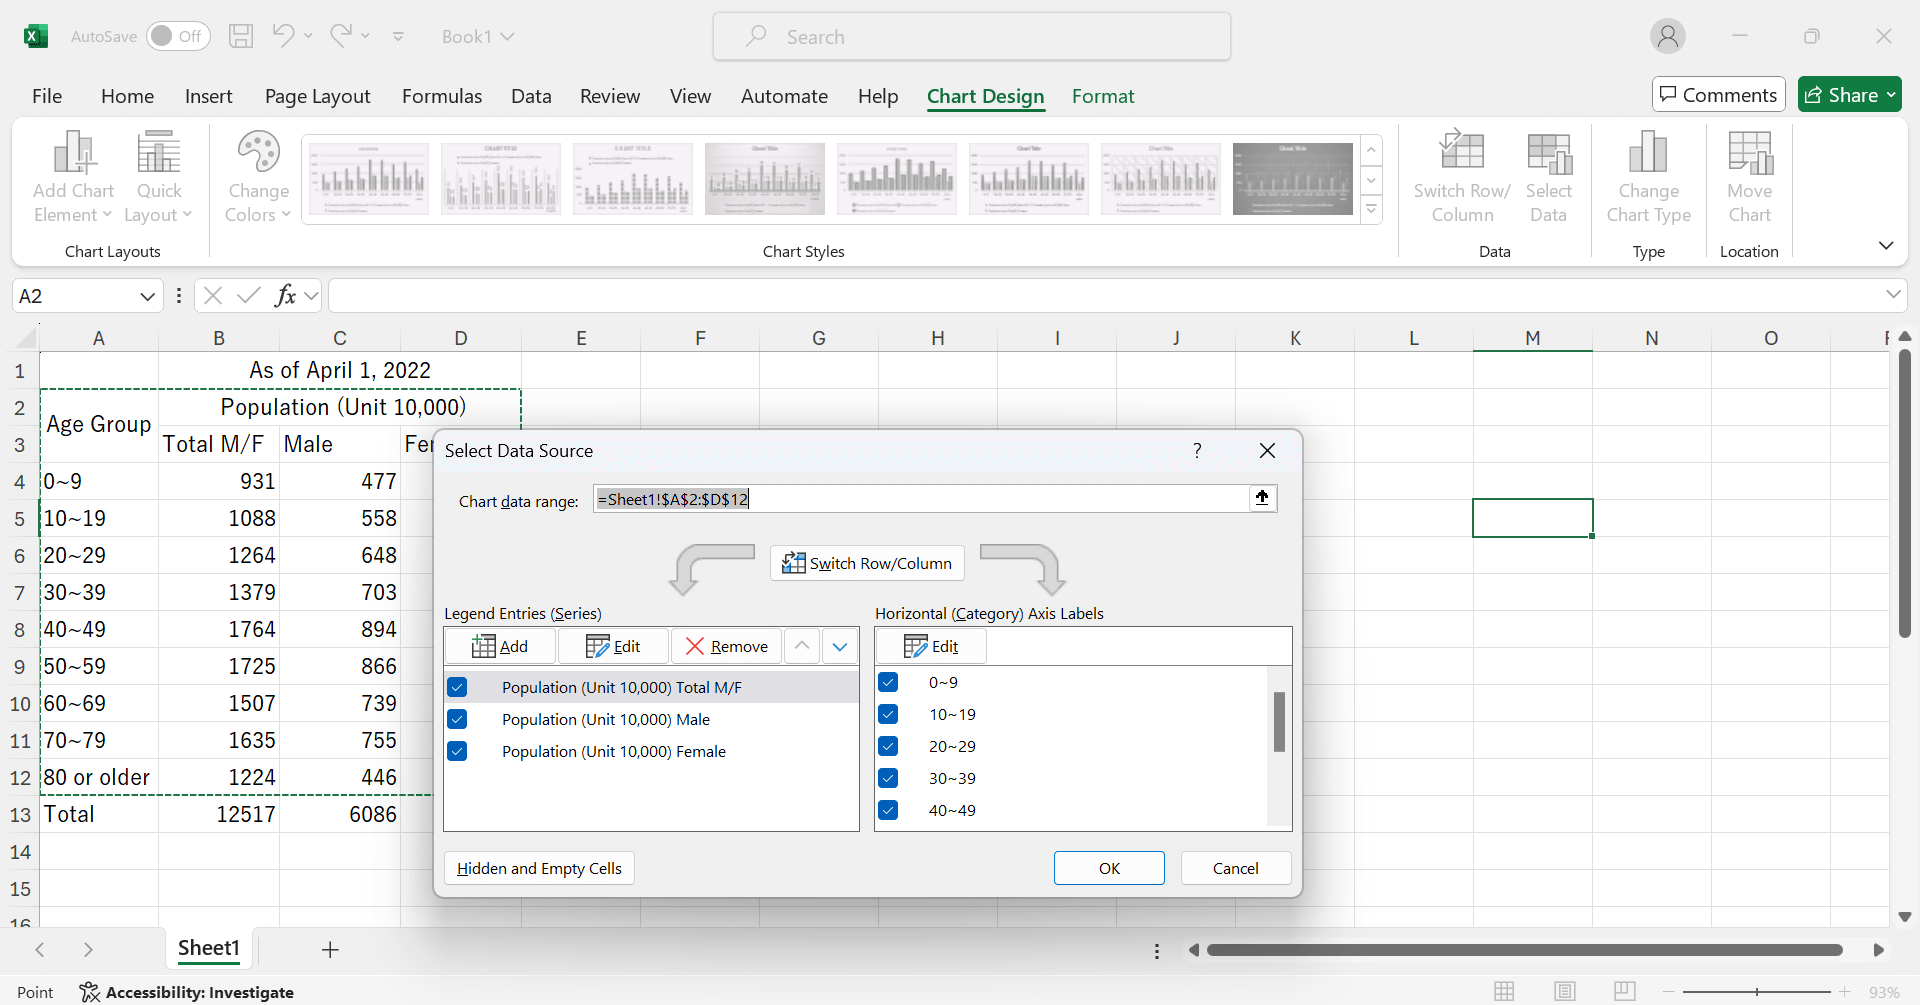 AutoSave Off Book1 Search
File Home Insert Page Layout Formulas Data Review View Automate Help Chart Design Format Comments Share
Add Chart Element
Quick Layout
Change Colors
Switch Row/Column
Select Data
Change Chart Type
Move Chart
Chart Layouts Chart Styles Data Type Location
A2 fx
A B C D E F G H I J K L M N O
1 As of April 1, 2022
2 Age Group Population (Unit 10,000)
3 Total M/F Male
4 0~9 931 477
5 10~19 1088 558
6 20~29 1264 648
7 30~39 1379 703
8 40~49 1764 894
9 50~59 1725 866
10 60~69 1507 739
11 70~79 1635 755
12 80 or older 1224 446
13 Total 12517 6086
14
15
16
Select Data Source ?
Chart data range: =Sheet1!$A$2:$D$12
Switch Row/Column
Legend Entries (Series)
Add Edit Remove
Population (Unit 10,000) Total M/F
Population (Unit 10,000) Male
Population (Unit 10,000) Female
Horizontal (Category) Axis Labels
Edit
0~9
10~19
20~29
30~39
40~49
Hidden and Empty Cells OK Cancel
Sheet1
Point Accessibility: Investigate 93%